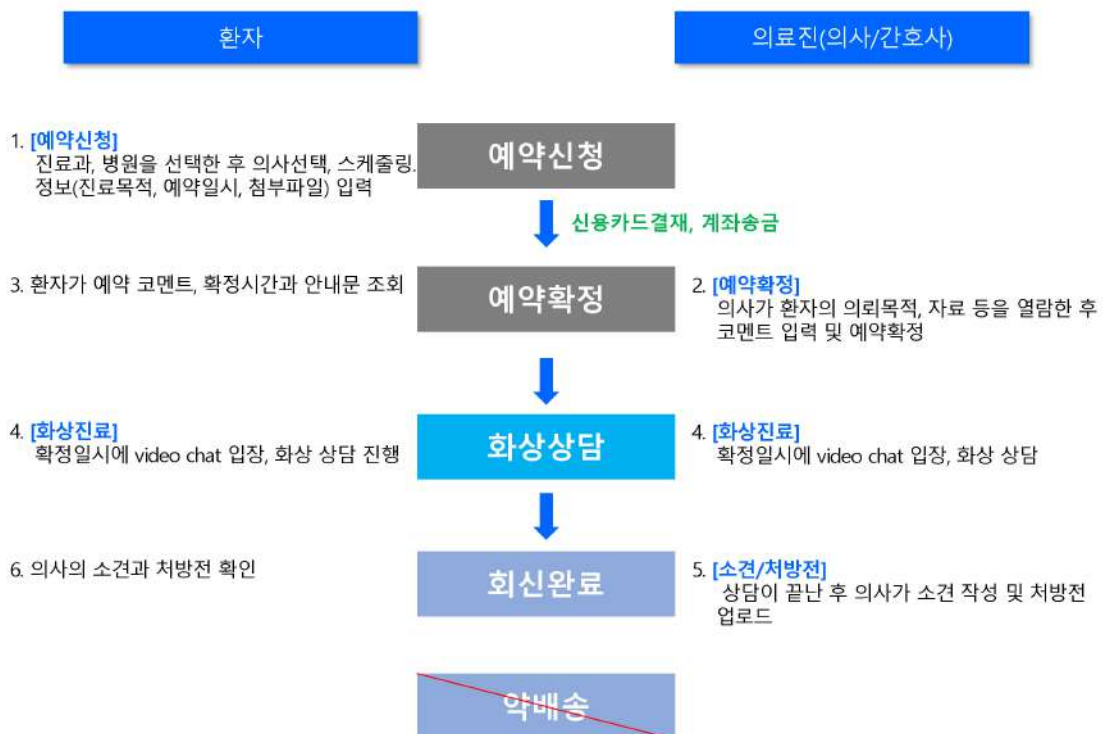 환자
의료진(의사/간호사)
1. [예약신청]
진료과, 병원을 선택한 후 의사선택, 스케줄링.
정보(진료목적, 예약일시, 첨부파일) 입력
예약신청
신용카드결재, 계좌송금
3. 환자가 예약 코멘트, 확정시간과 안내문 조회
예약확정
2. [예약확정]
의사가 환자의 의뢰목적, 자료 등을 열람한 후
코멘트 입력 및 예약확정
4. [화상진료]
확정일시에 video chat 입장, 화상 상담 진행
화상상담
4. [화상진료]
확정일시에 video chat 입장, 화상 상담
6. 의사의 소견과 처방전 확인
회신완료
5. [소견/처방전]
상담이 끝난 후 의사가 소견 작성 및 처방전
업로드
약배송